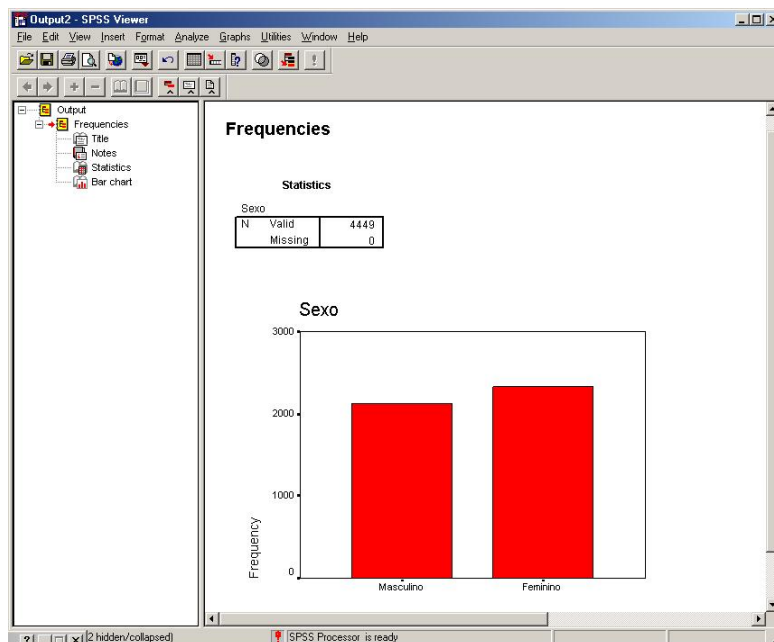 Output2 - SPSS Viewer
File Edit View Insert Format Analyze Graphs Utilities Window Help
Output
Frequencies
Title
Notes
Statistics
Bar chart
Frequencies
Statistics
Sexo
N Valid 4449
Missing 0
Sexo
3000
2000
1000
0
Frequency
Masculino Feminino
2 hidden/collapsed)
SPSS Processor is ready